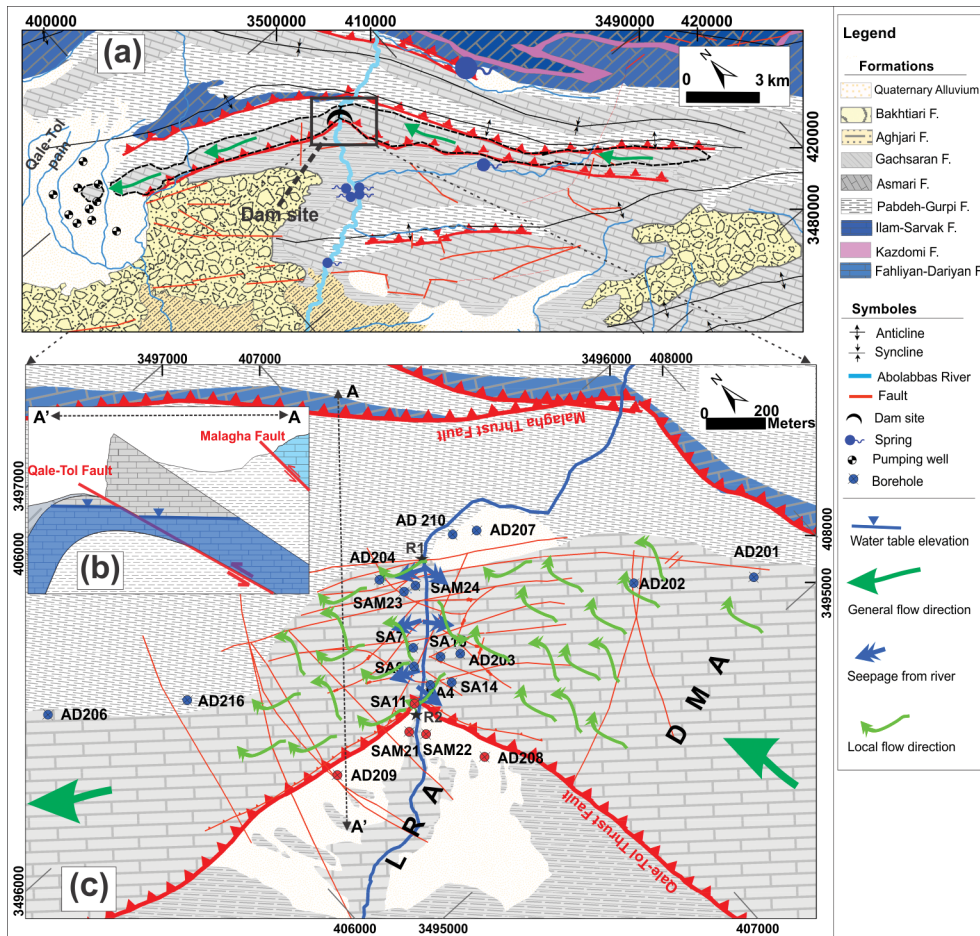 400000
3500000
410000
3490000
420000
(a)
0
3 km
Qale-Tol
pain
Dam site
420000
3480000
3497000
407000
3496000
408000
A'
A
A
Malagha Fault
Qale-Tol Fault
(b)
Malagha Thrust Fault
0
200
Meters
3497000
406000
408000
3495000
AD 210
AD207
R1
AD204
AD201
AD202
SAM24
SAM23
SA7
AD203
SA14
SA4
SA11
R2
AD216
AD206
SAM21
SAM22
AD208
AD209
A'
DMA
LRA
Qale-Tol Thrust Fault
(c)
3496000
406000
3495000
407000
Legend
Formations
Quaternary Alluvium
Bakhtiari F.
Aghjari F.
Gachsaran F.
Asmari F.
Pabdeh-Gurpi F.
Ilam-Sarvak F.
Kazdomi F.
Fahliyan-Dariyan F
Symboles
Anticline
Syncline
Abolabbas River
Fault
Dam site
Spring
Pumping well
Borehole
Water table elevation
General flow direction
Seepage from river
Local flow direction